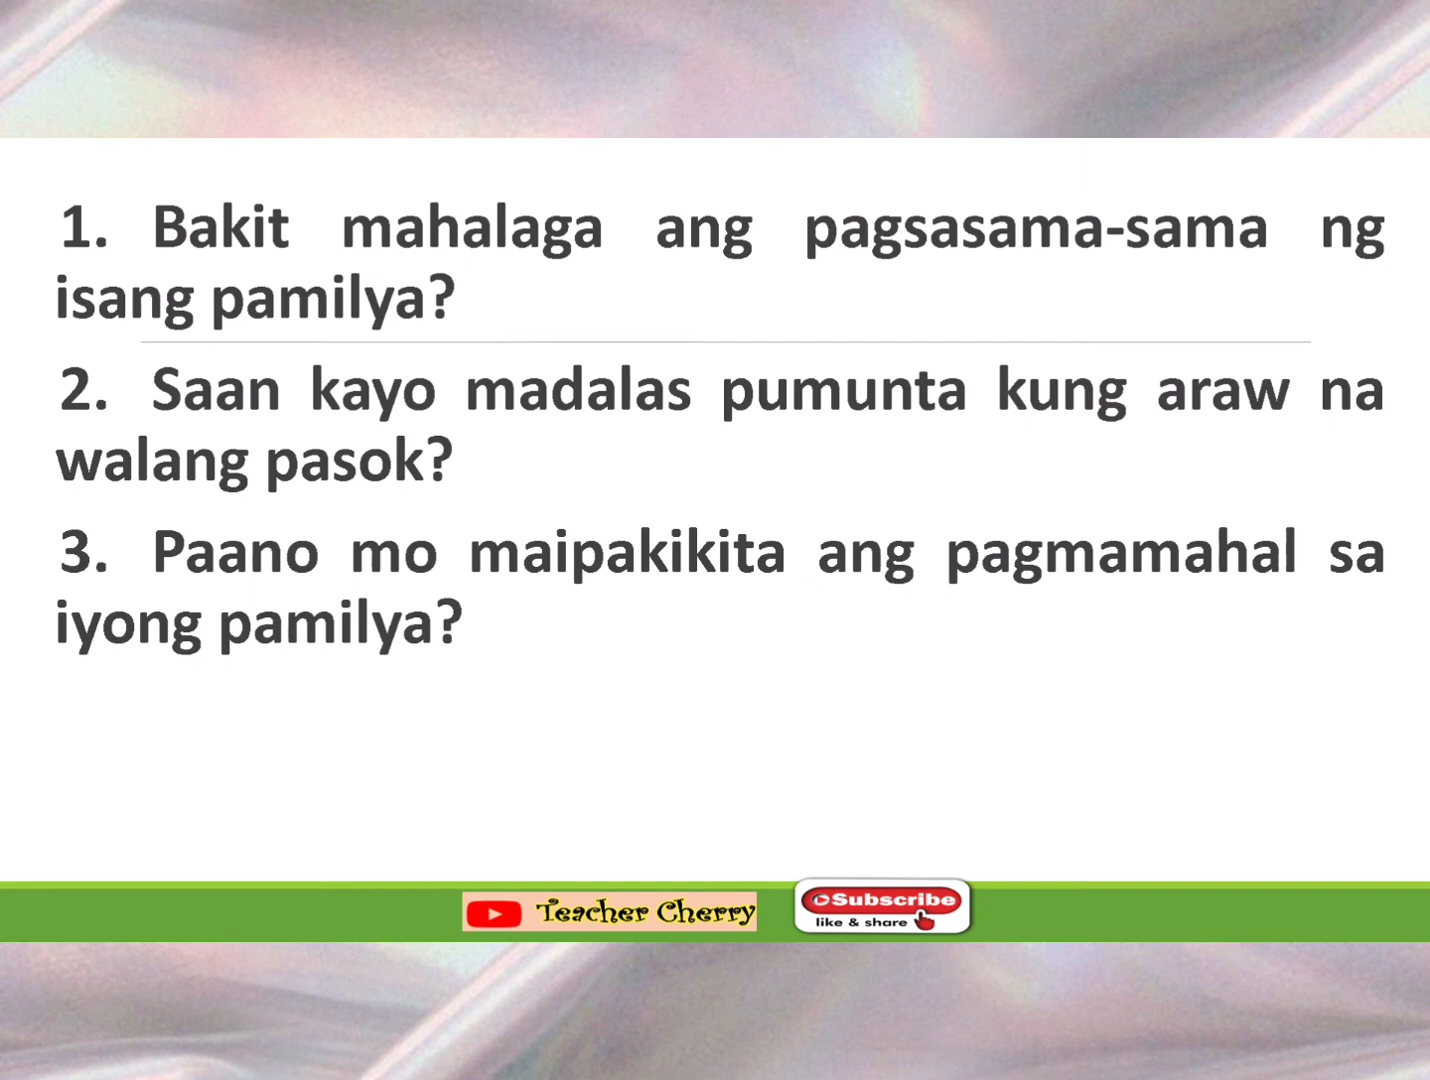 1. Bakit mahalaga ang pagsasama-sama ng
isang pamilya?
2. Saan kayo madalas pumunta kung araw na
walang pasok?
3. Paano mo maipakikita ang pagmamahal sa
iyong pamilya?
Teacher Cherry
Subscribe
like & share